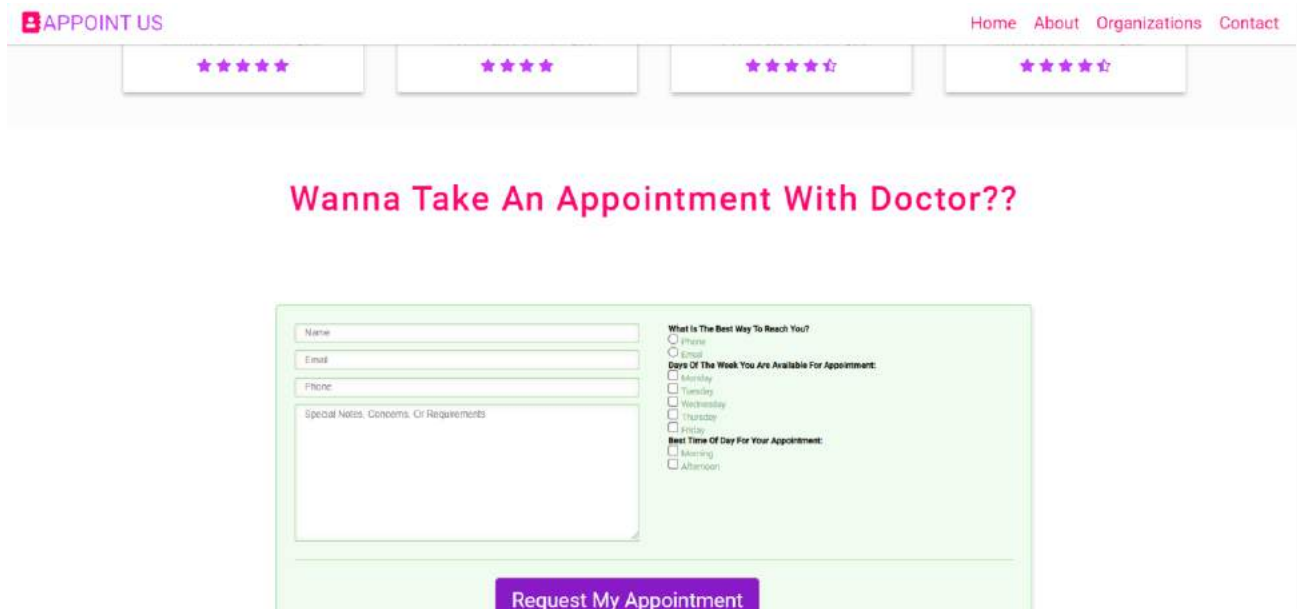 APPOINT US
Home About Organizations Contact
Wanna Take An Appointment With Doctor??
Name
Email
Phone
Special Notes, Concerns, Or Requirements
What Is The Best Way To Reach You?
Phone
Email
Days Of The Week You Are Available For Appointment:
Monday
Tuesday
Wednesday
Thursday
Friday
Best Time Of Day For Your Appointment:
Morning
Afternoon
Request My Appointment